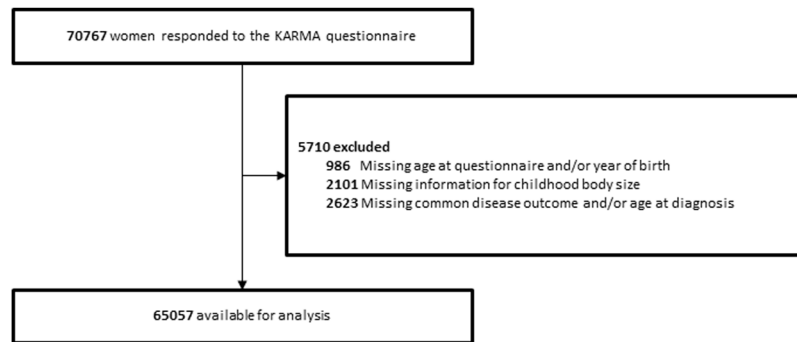 70767 women responded to the KARMA questionnaire
5710 excluded
986 Missing age at questionnaire and/or year of birth
2101 Missing information for childhood body size
2623 Missing common disease outcome and/or age at diagnosis
65057 available for analysis